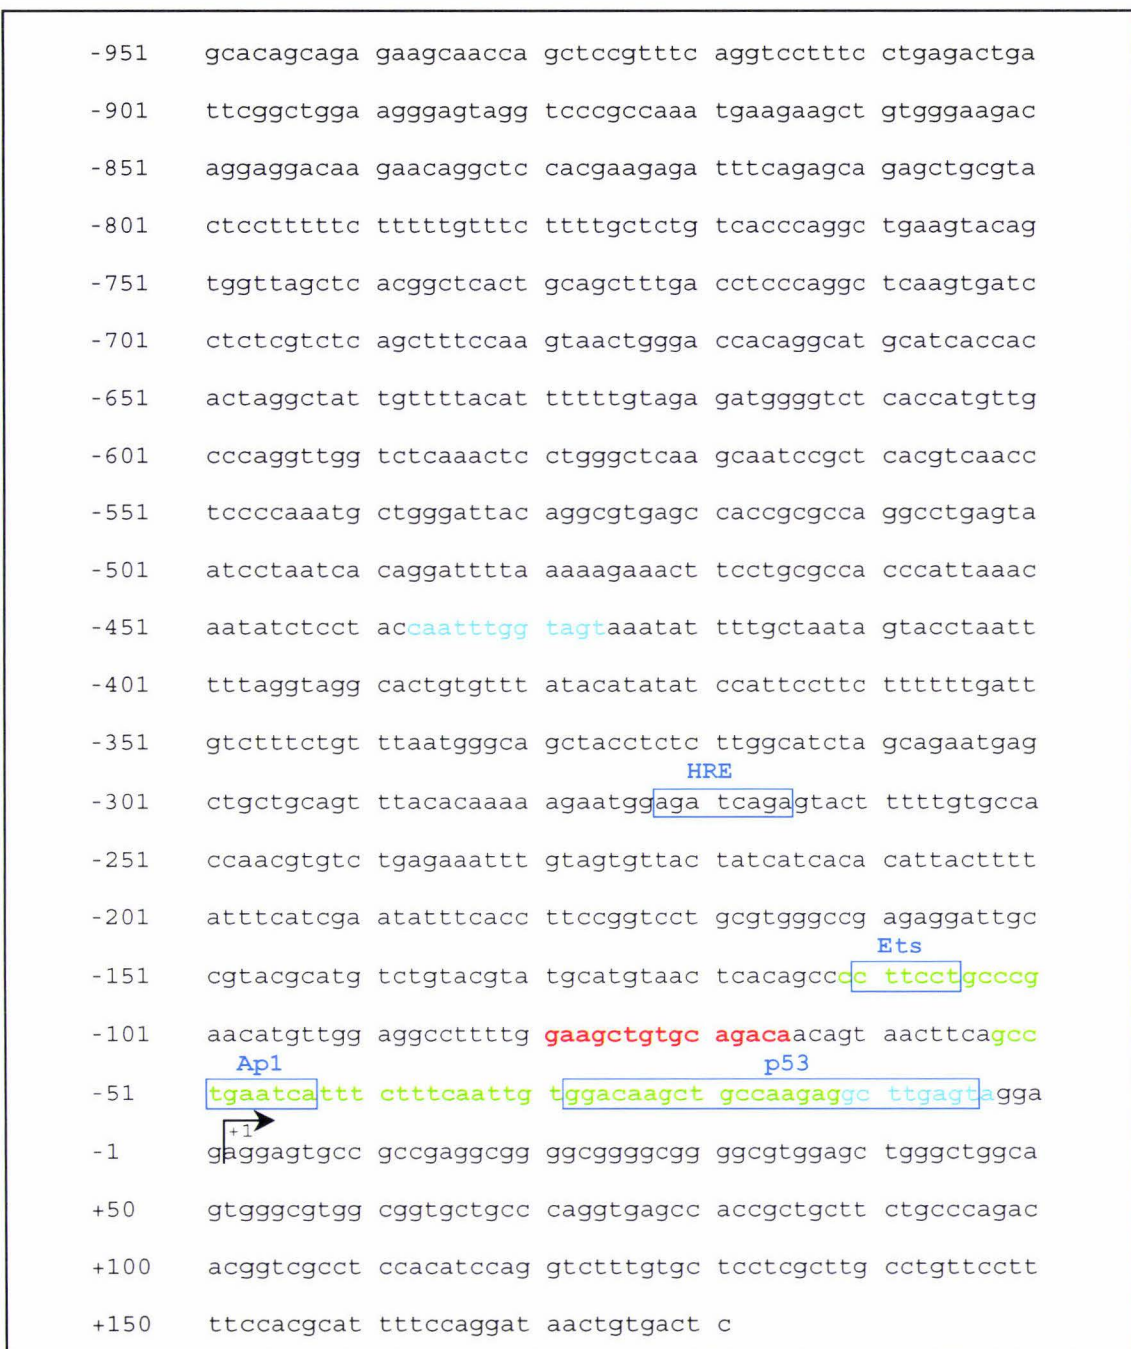 -951 gcacagcaga gaagcaacca gctccgtttc aggtcctttc ctgagactga
-901 ttcggctgga agggagtagg tcccgccaaa tgaagaagct gtgggaagac
-851 aggaggacaa gaacaggctc cacgaagaga tttcagagca gagctgcgta
-801 ctcctttttc tttttgtttc ttttgctctg tcacccaggc tgaagtacag
-751 tggttagctc acggctcact gcagctttga cctcccaggc tcaagtgatc
-701 ctctcgtctc agctttccaa gtaactggga ccacaggcat gcatcaccac
-651 actaggctat tgttttacat tttttgtaga gatggggtct caccatgttg
-601 cccaggttgg tctcaaactc ctgggctcaa gcaatccgct cacgtcaacc
-551 tccccaaatg ctgggattac aggcgtgagc caccgcgcca ggcctgagta
-501 atcctaatca caggatttta aaaagaaact tcctgcgcca cccattaaac
-451 aatatctcct accaatttgg tagtaaatat tttgctaata gtacctaatt
-401 tttaggtagg cactgtgttt atacatatat ccattccttc ttttttgatt
-351 gtctttctgt ttaatgggca gctacctctc ttggcatcta gcagaatgag
HRE
-301 ctgctgcagt ttacacaaaa agaatggaga tcagagtact tttgtgccca
-251 ccaacgtgtc tgagaaattt gtagtgttac tatcatcaca cattactttt
-201 atttcatcga atatttcacc ttccggtcct gcgtgggccg agaggattgc
Ets
-151 cgtacgcatg tctgtacgta tgcatgtaac tcacagcccc ttcctgcccg
-101 aacatgttgg aggccttttg gaagctgtgc agacaacagt aacttcagcc
Ap1 p53
-51 tgaatcattt ctttcaattg tggacaagct gccaagaggc ttgagtagga
+1
-1 gaggagtgcc gccgaggcgg ggcggggcgg ggcgtggagc tgggctggca
+50 gtgggcgtgg cggtgctgcc caggtgagcc accgctgctt ctgcccagac
+100 acggtcgcct ccacatccag gtctttgtgc tcctcgcttg cctgttcctt
+150 ttccacgcat tttccaggat aactgtgact c